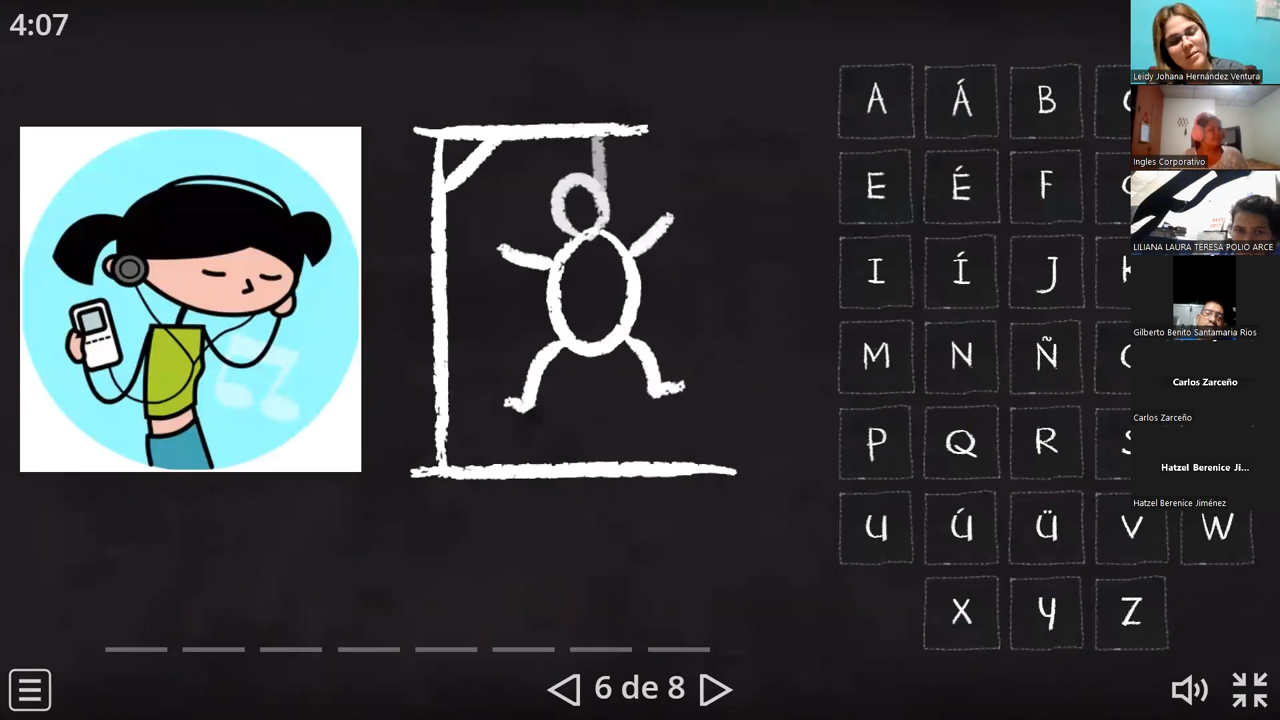 4:07
A Á B
E É F
I Í J
M N Ñ
P Q R
U Ú Ü V W
X Y Z
6 de 8
Leidy Johana Hernández Ventura
Ingles Corporativo
LILIANA LAURA TERESA POLIO ARCE
Gilberto Benito Santamaria Rios
Carlos Zarceño
Carlos Zarceño
Hatzel Berenice Ji...
Hatzel Berenice Jiménez